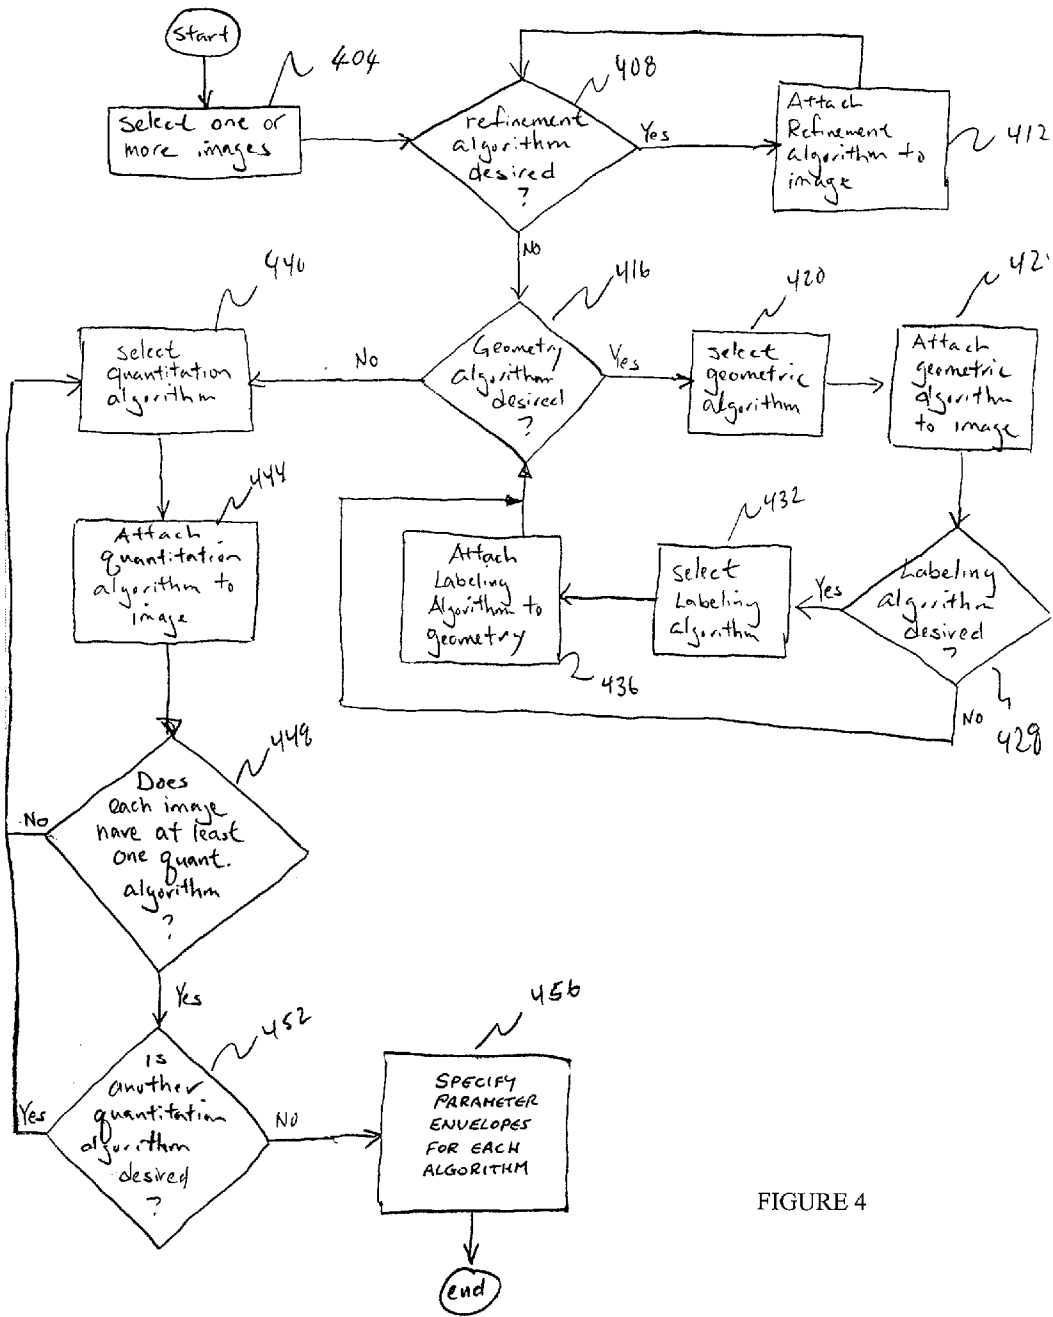 Start
404
Select one or
more images
408
refinement
algorithm
desired
?
Yes
Attach
Refinement
algorithm to
image
412
No
416
Geometry
algorithm
desired
?
Yes
420
select
geometric
algorithm
Attach
geometric
algorithm
to image
No
440
select
quantitation
algorithm
444
Attach
quantitation
algorithm to
image
Labeling
algorithm
desired
?
428
Yes
No
432
select
Labeling
algorithm
Attach
Labeling
Algorithm to
geometry
436
448
Does
each image
have at least
one quant.
algorithm
?
No
Yes
452
is
another
quantitation
algorithm
desired
?
Yes
No
456
SPECIFY
PARAMETER
ENVELOPES
FOR EACH
ALGORITHM
end
FIGURE 4